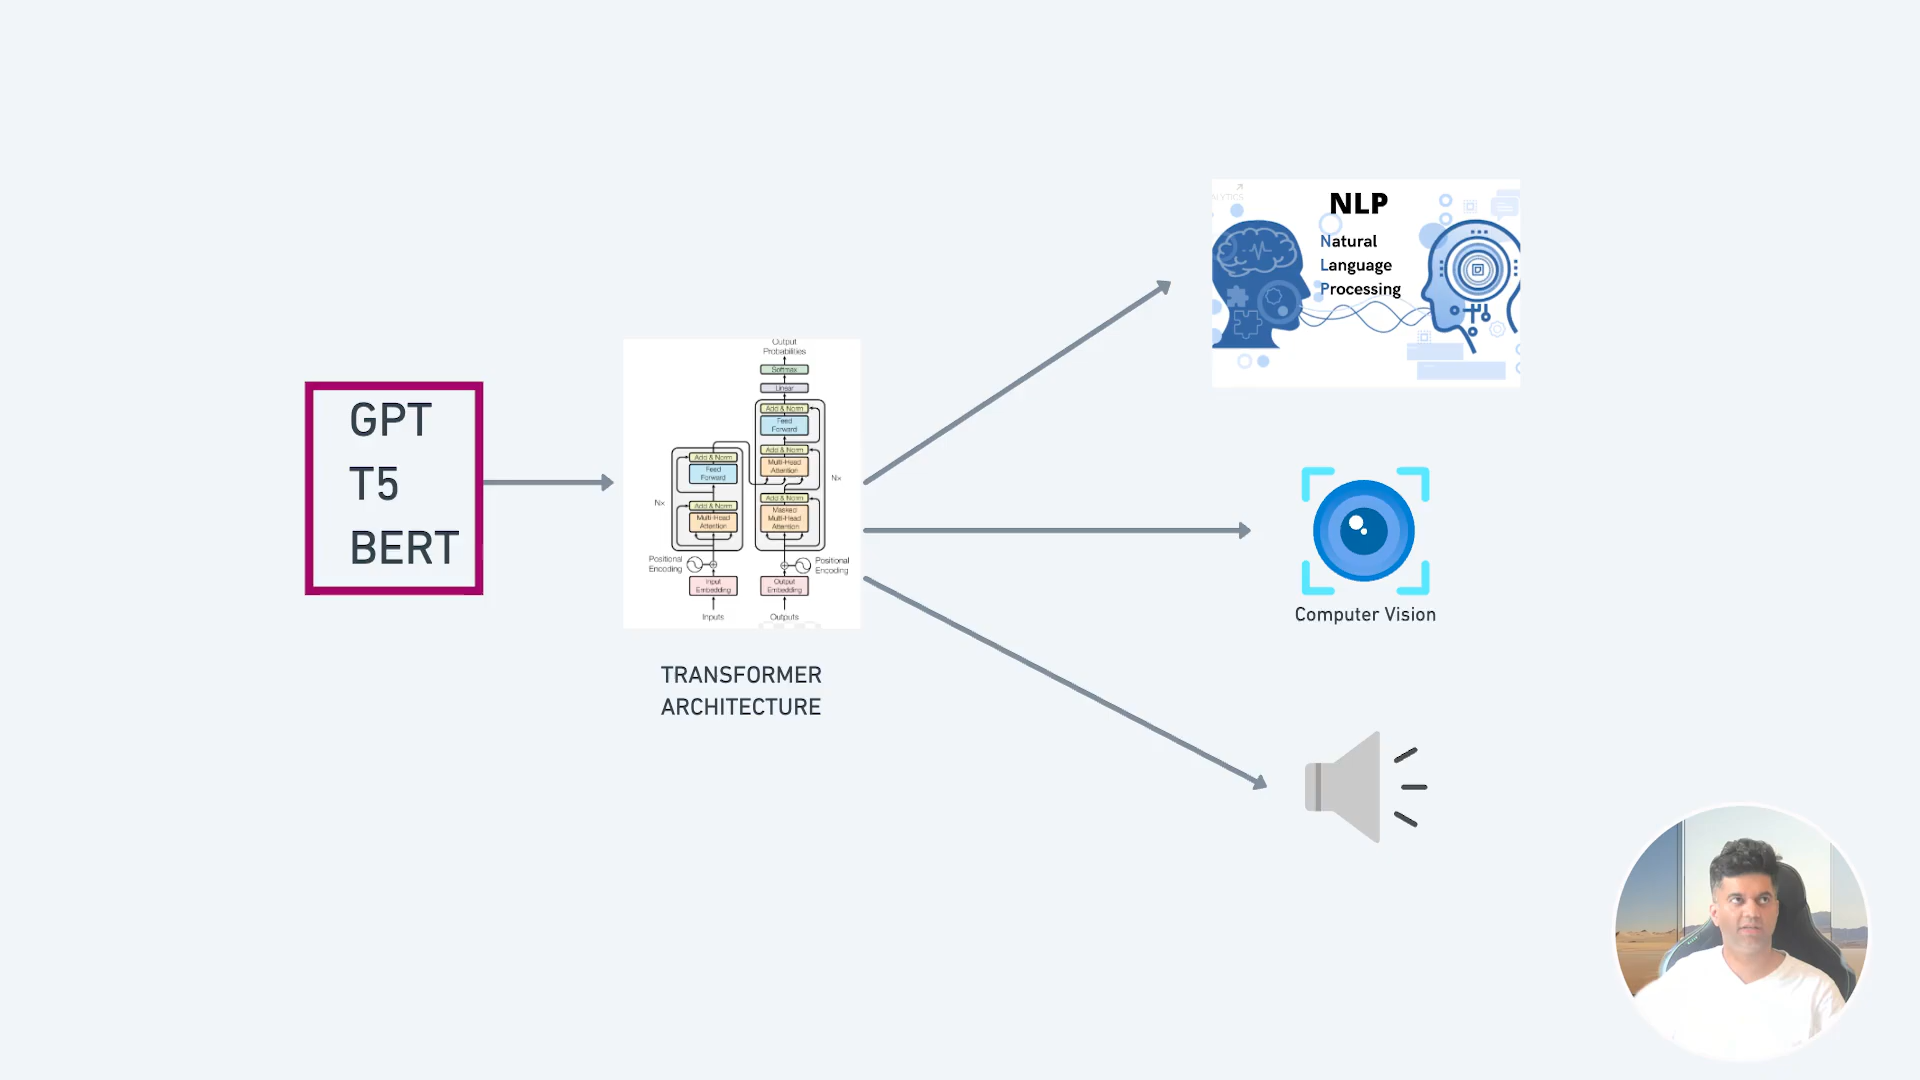 GPT
T5
BERT
Output
Probabilities
Softmax
Linear
Add & Norm
Feed
Forward
Add & Norm
Multi-Head
Attention
Nx
Add & Norm
Masked
Multi-Head
Attention
Add & Norm
Feed
Forward
Nx
Add & Norm
Multi-Head
Attention
Positional
Encoding
Positional
Encoding
Input
Embedding
Output
Embedding
Inputs
Outputs
TRANSFORMER
ARCHITECTURE
NLP
Natural
Language
Processing
Computer Vision